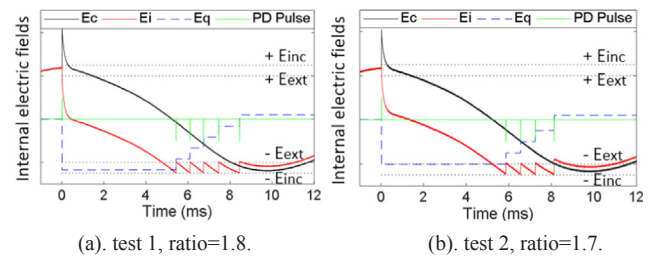 Ec Ei Eq PD Pulse
+ Einc
+ Eext
- Eext
- Einc
Internal electric fields
0 2 4 6 8 10 12
Time (ms)
(a). test 1, ratio=1.8.
Ec Ei Eq PD Pulse
+ Einc
+ Eext
- Eext
- Einc
Internal electric fields
0 2 4 6 8 10 12
Time (ms)
(b). test 2, ratio=1.7.